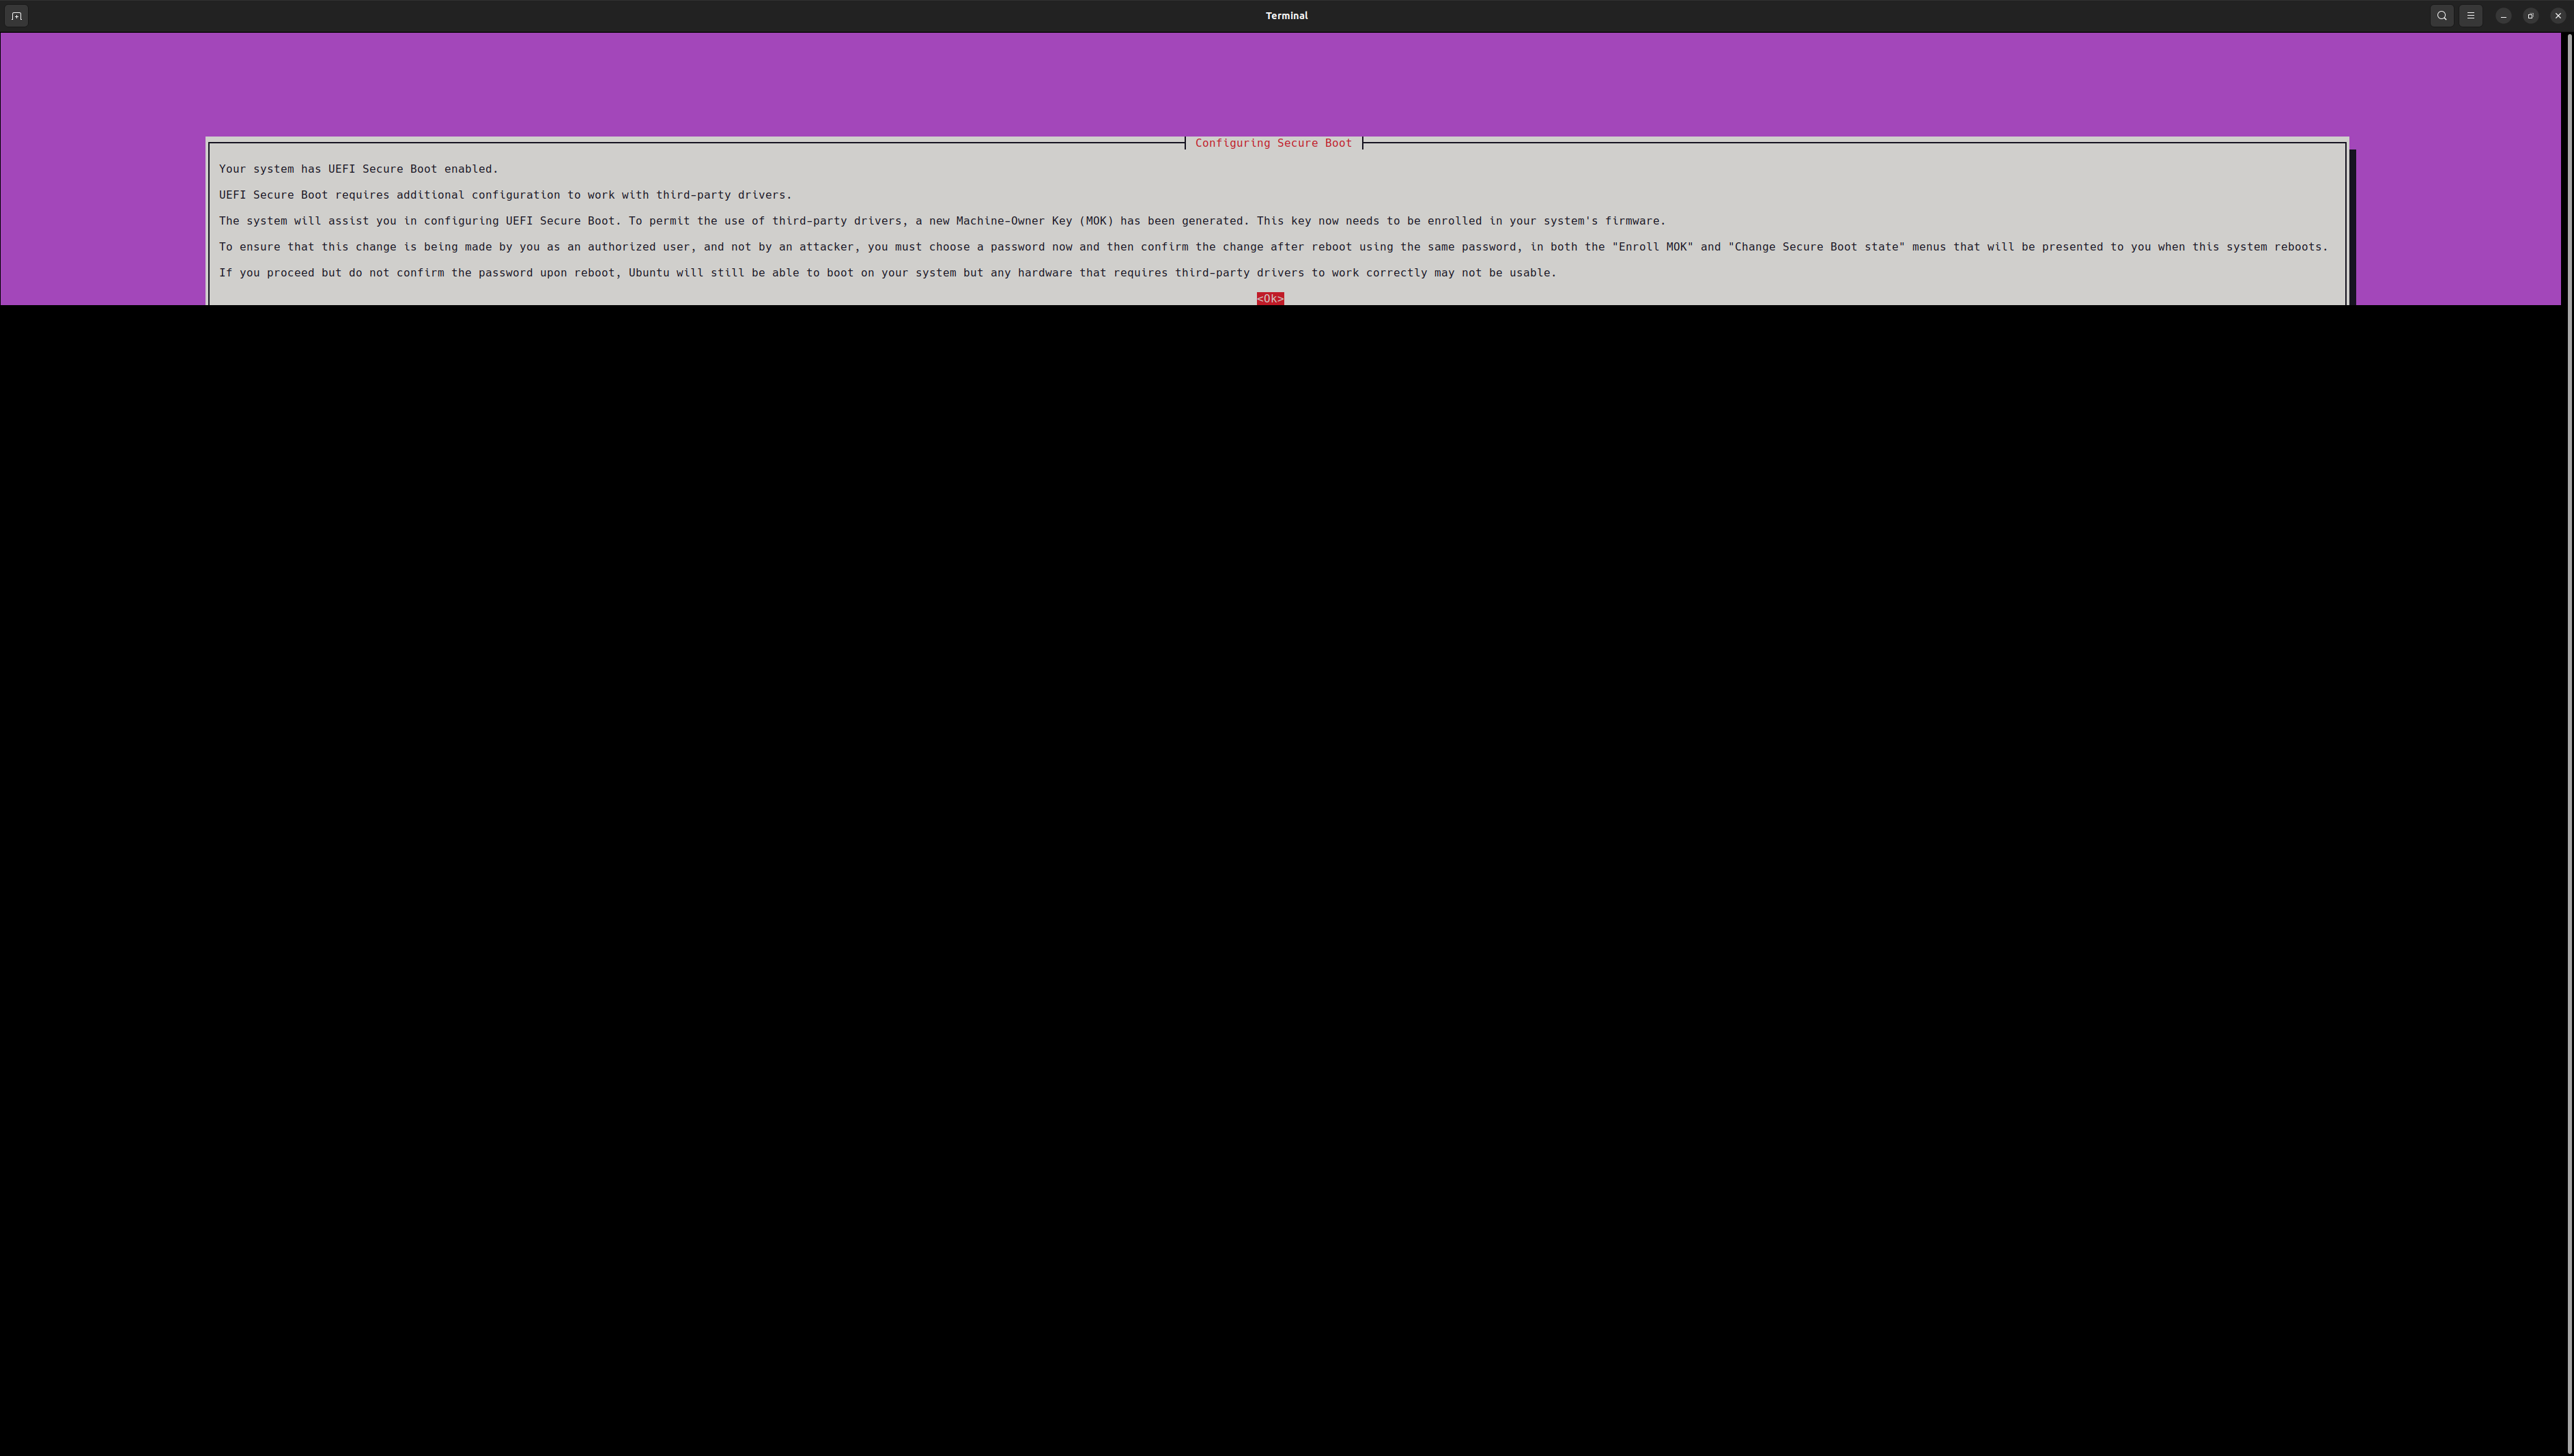 Terminal
Configuring Secure Boot
Your system has UEFI Secure Boot enabled.
UEFI Secure Boot requires additional configuration to work with third-party drivers.
The system will assist you in configuring UEFI Secure Boot. To permit the use of third-party drivers, a new Machine-Owner Key (MOK) has been generated. This key now needs to be enrolled in your system's firmware.
To ensure that this change is being made by you as an authorized user, and not by an attacker, you must choose a password now and then confirm the change after reboot using the same password, in both the "Enroll MOK" and "Change Secure Boot state" menus that will be presented to you when this system reboots.
If you proceed but do not confirm the password upon reboot, Ubuntu will still be able to boot on your system but any hardware that requires third-party drivers to work correctly may not be usable.
<Ok>